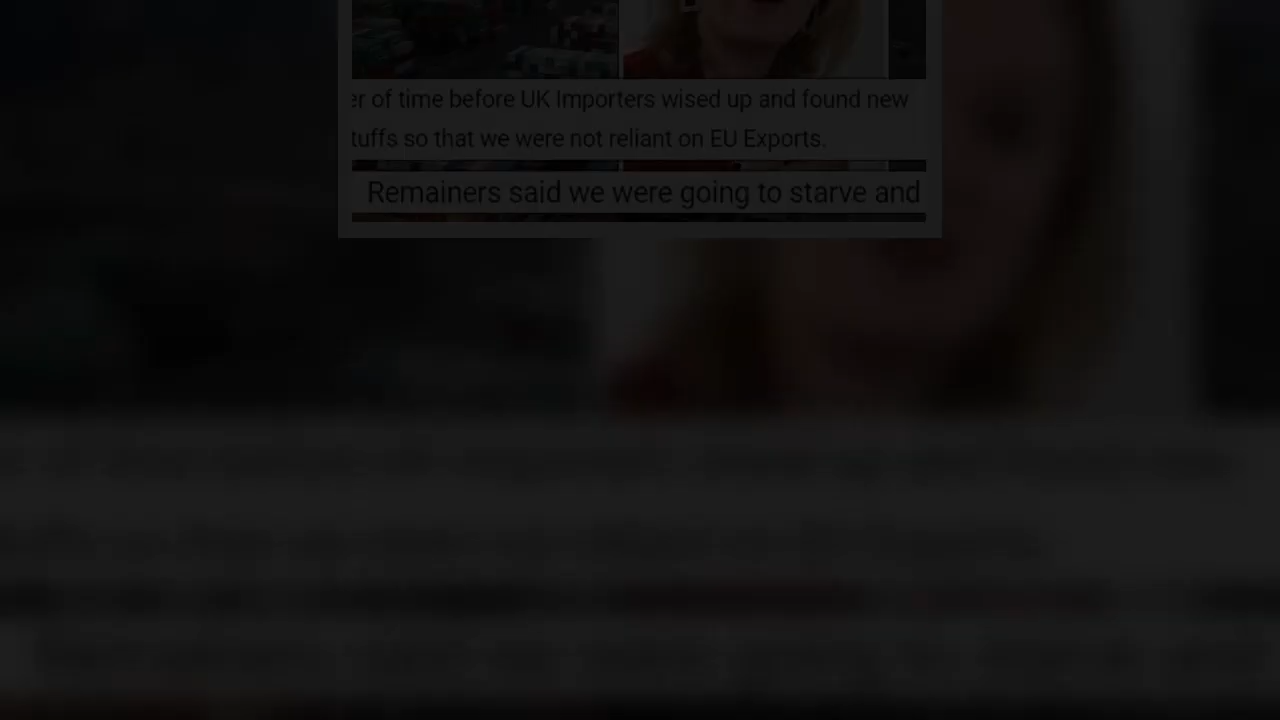 er of time before UK Importers wised up and found new
tuffs so that we were not reliant on EU Exports.
Remainers said we were going to starve and